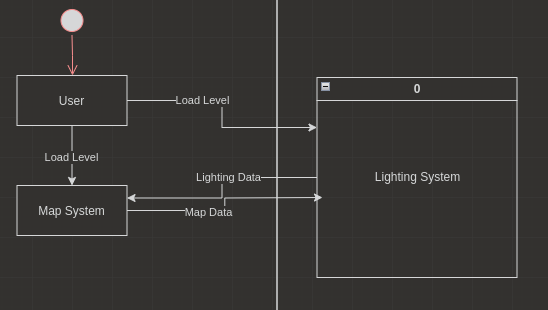 0
User
Load Level
Load Level
Lighting Data
Lighting System
Map System
Map Data